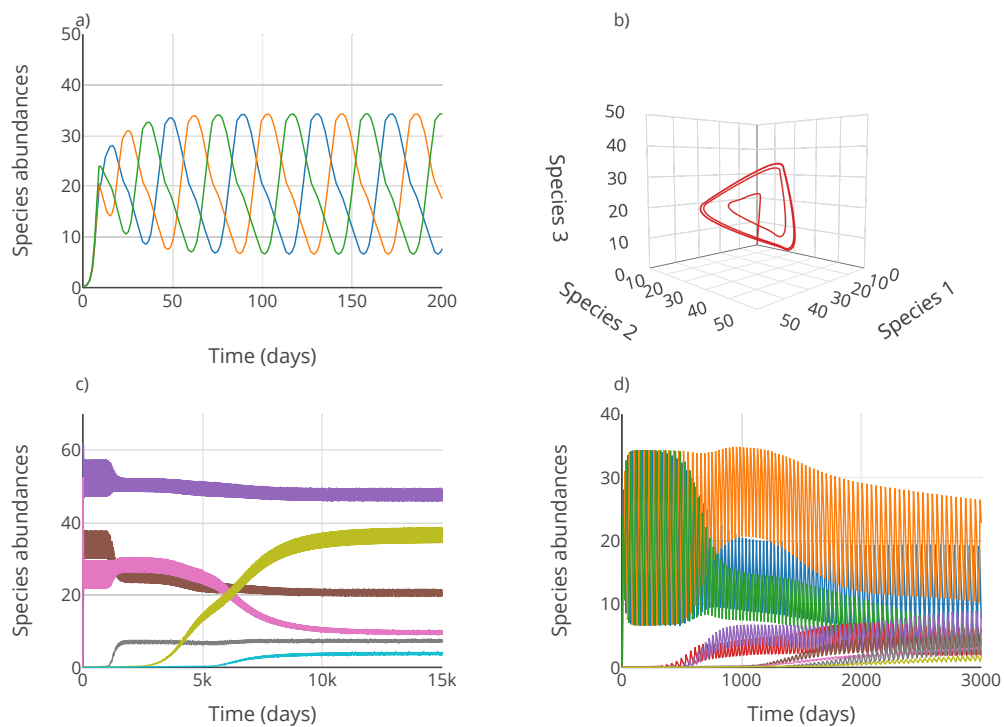 a)
50
40
30
20
10
0
Species abundances
0 50 100 150 200
Time (days)
b)
50
40
30
20
10
0
Species 3
10 20 30 40 50
Species 2
50 40 30 20 10 0
Species 1
c)
60
40
20
0
Species abundances
0 5k 10k 15k
Time (days)
d)
40
30
20
10
0
Species abundances
0 1000 2000 3000
Time (days)